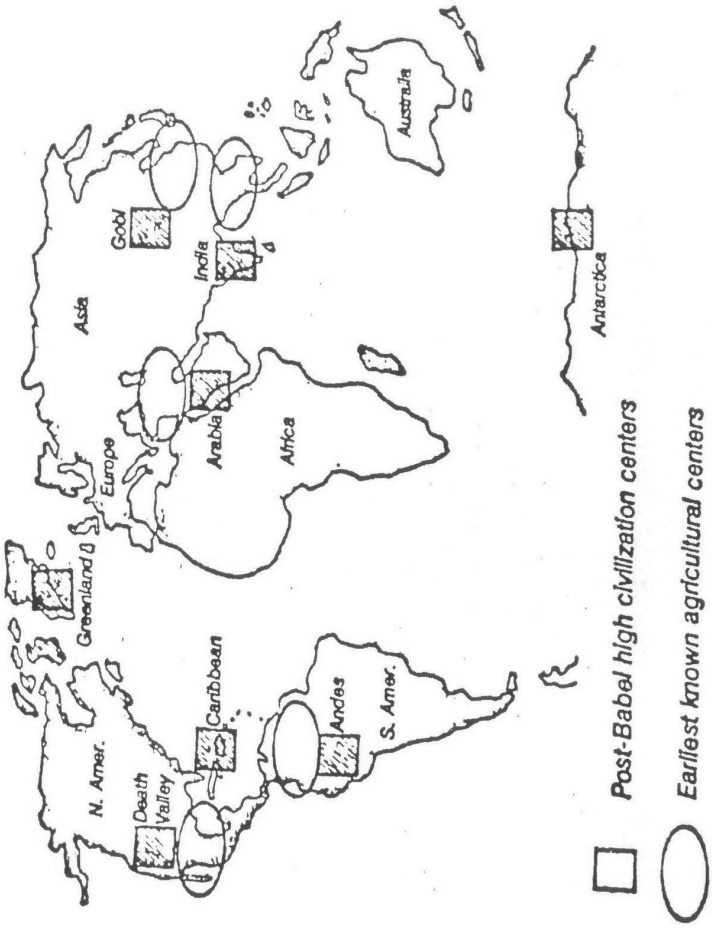 N. Amer.
Death
Valley
Caribbean
Andes
S. Amer.
Greenland
Europe
Asia
Arabia
Africa
Gobi
India
Australia
Antarctica
Post-Babel high civilization centers
Earliest known agricultural centers